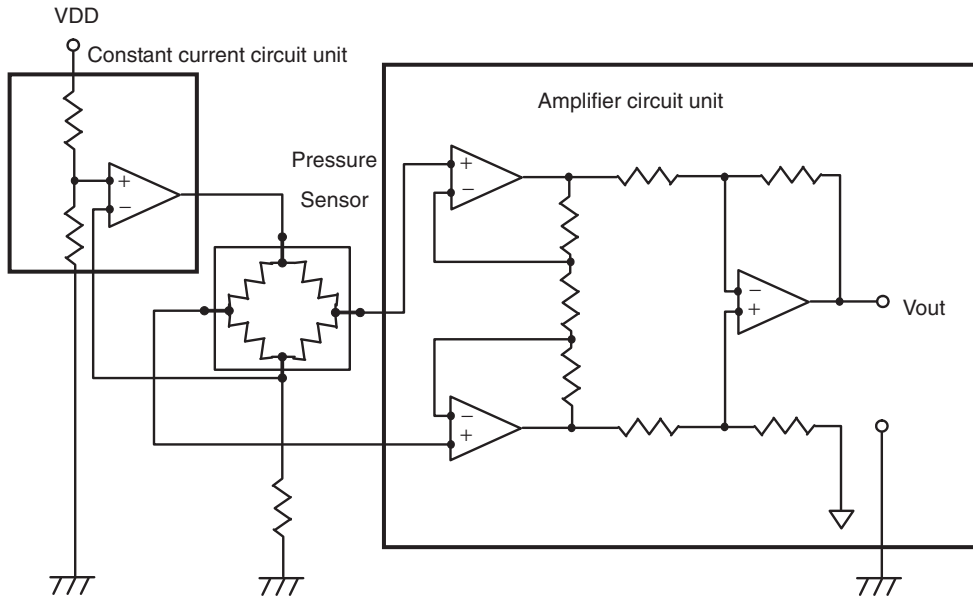 VDD
Constant current circuit unit
Amplifier circuit unit
Pressure
Sensor
+
−
+
−
−
+
Vout
−
+